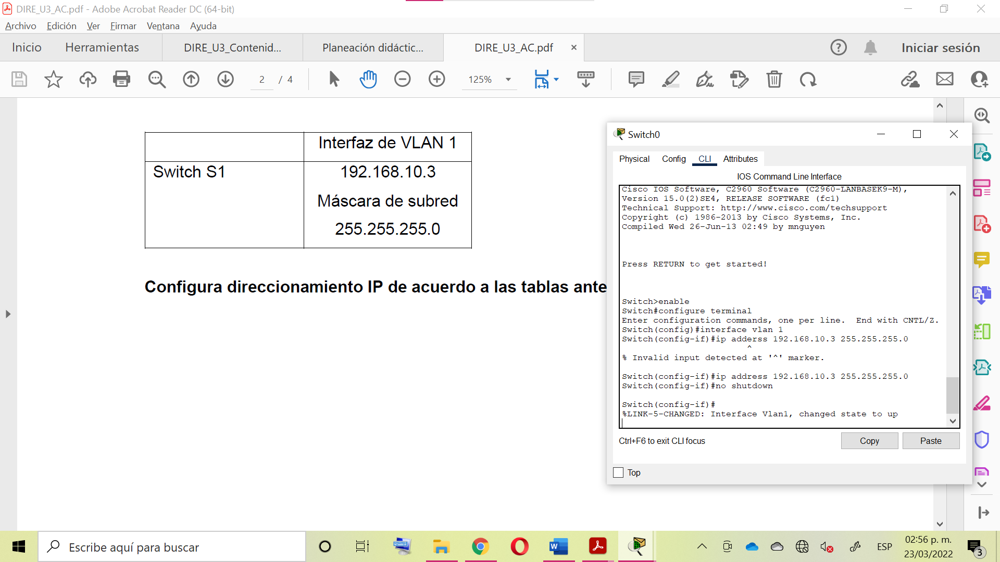 DIRE_U3_AC.pdf - Adobe Acrobat Reader DC (64-bit)
Archivo Edición Ver Firmar Ventana Ayuda
Inicio Herramientas DIRE_U3_Contenid... Planeación didáctic... DIRE_U3_AC.pdf × Iniciar sesión
2 / 4 125%
Interfaz de VLAN 1
Switch S1 192.168.10.3
Máscara de subred
255.255.255.0
Configura direccionamiento IP de acuerdo a las tablas ante
Switch0
Physical Config CLI Attributes
IOS Command Line Interface
Cisco IOS Software, C2960 Software (C2960-LANBASEK9-M),
Version 15.0(2)SE4, RELEASE SOFTWARE (fc1)
Technical Support: http://www.cisco.com/techsupport
Copyright (c) 1986-2013 by Cisco Systems, Inc.
Compiled Wed 26-Jun-13 02:49 by mnguyen
Press RETURN to get started!
Switch>enable
Switch#configure terminal
Enter configuration commands, one per line.  End with CNTL/Z.
Switch(config)#interface vlan 1
Switch(config-if)#ip adderss 192.168.10.3 255.255.255.0
^
% Invalid input detected at '^' marker.
Switch(config-if)#ip address 192.168.10.3 255.255.255.0
Switch(config-if)#no shutdown
Switch(config-if)#
%LINK-5-CHANGED: Interface Vlan1, changed state to up
Ctrl+F6 to exit CLI focus
Copy Paste
Top
Escribe aquí para buscar
ESP
02:56 p. m.
23/03/2022
3